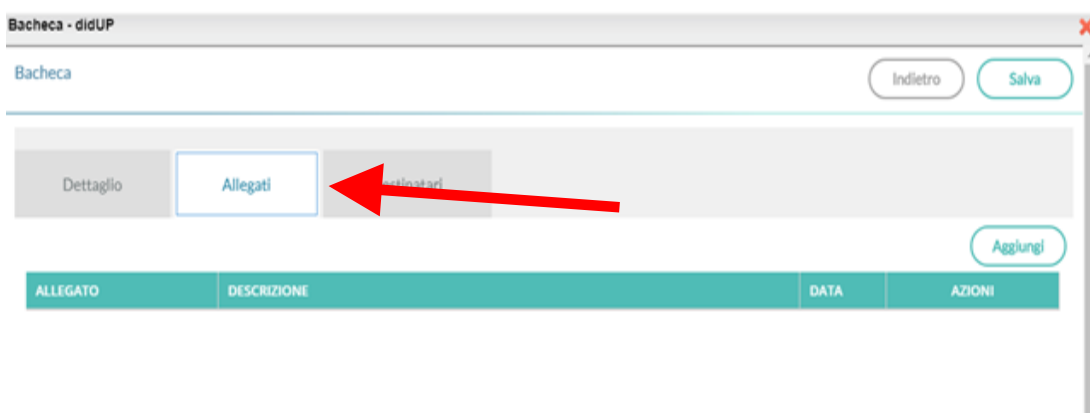 Bacheca - didUP
Bacheca
Indietro
Salva
Dettaglio
Allegati
Aggiungi
ALLEGATO DESCRIZIONE DATA AZIONI